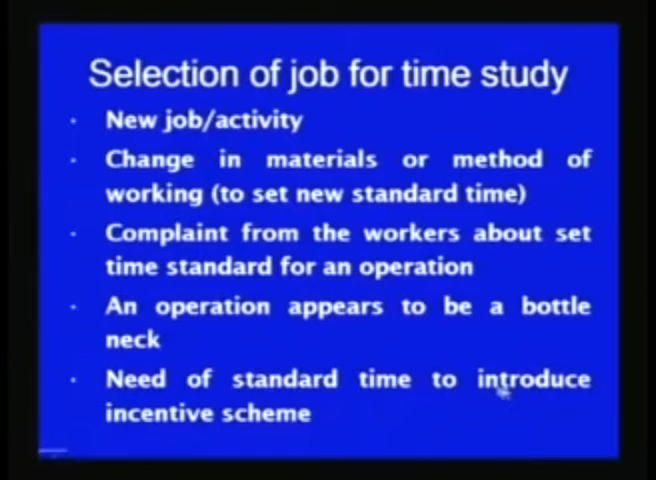 Selection of job for time study
· New job/activity
· Change in materials or method of
working (to set new standard time)
· Complaint from the workers about set
time standard for an operation
· An operation appears to be a bottle
neck
· Need of standard time to introduce
incentive scheme